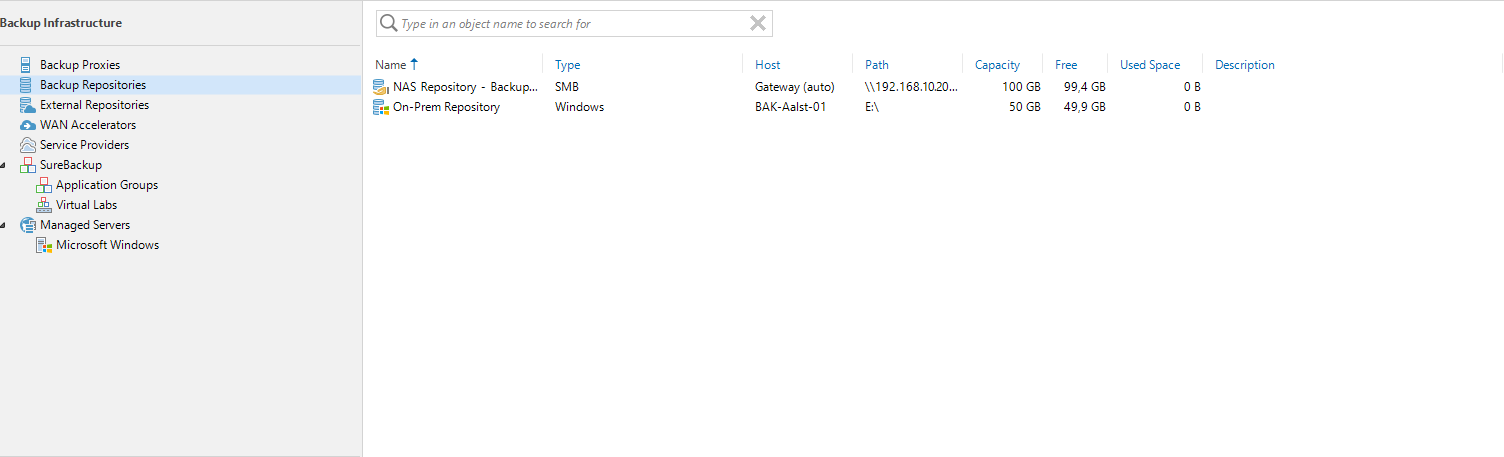 Backup Infrastructure
Type in an object name to search for
Backup Proxies
Backup Repositories
External Repositories
WAN Accelerators
Service Providers
SureBackup
Application Groups
Virtual Labs
Managed Servers
Microsoft Windows
Name Type Host Path Capacity Free Used Space Description
NAS Repository - Backup... SMB Gateway (auto) \\192.168.10.20... 100 GB 99,4 GB 0 B
On-Prem Repository Windows BAK-Aalst-01 E:\ 50 GB 49,9 GB 0 B